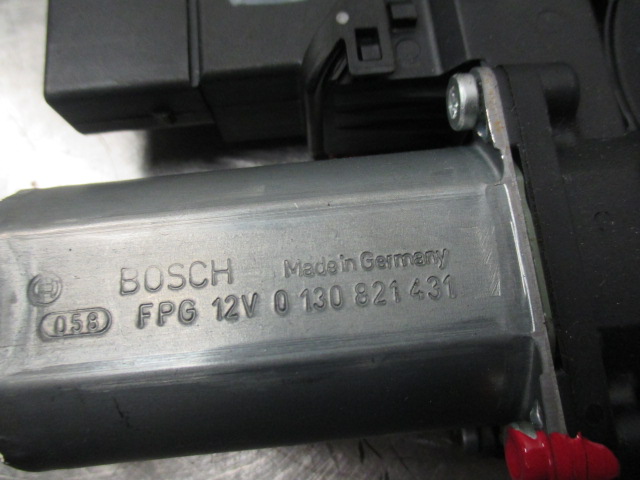 BOSCH Made in Germany
058 FPG 12V 0 130 821 431